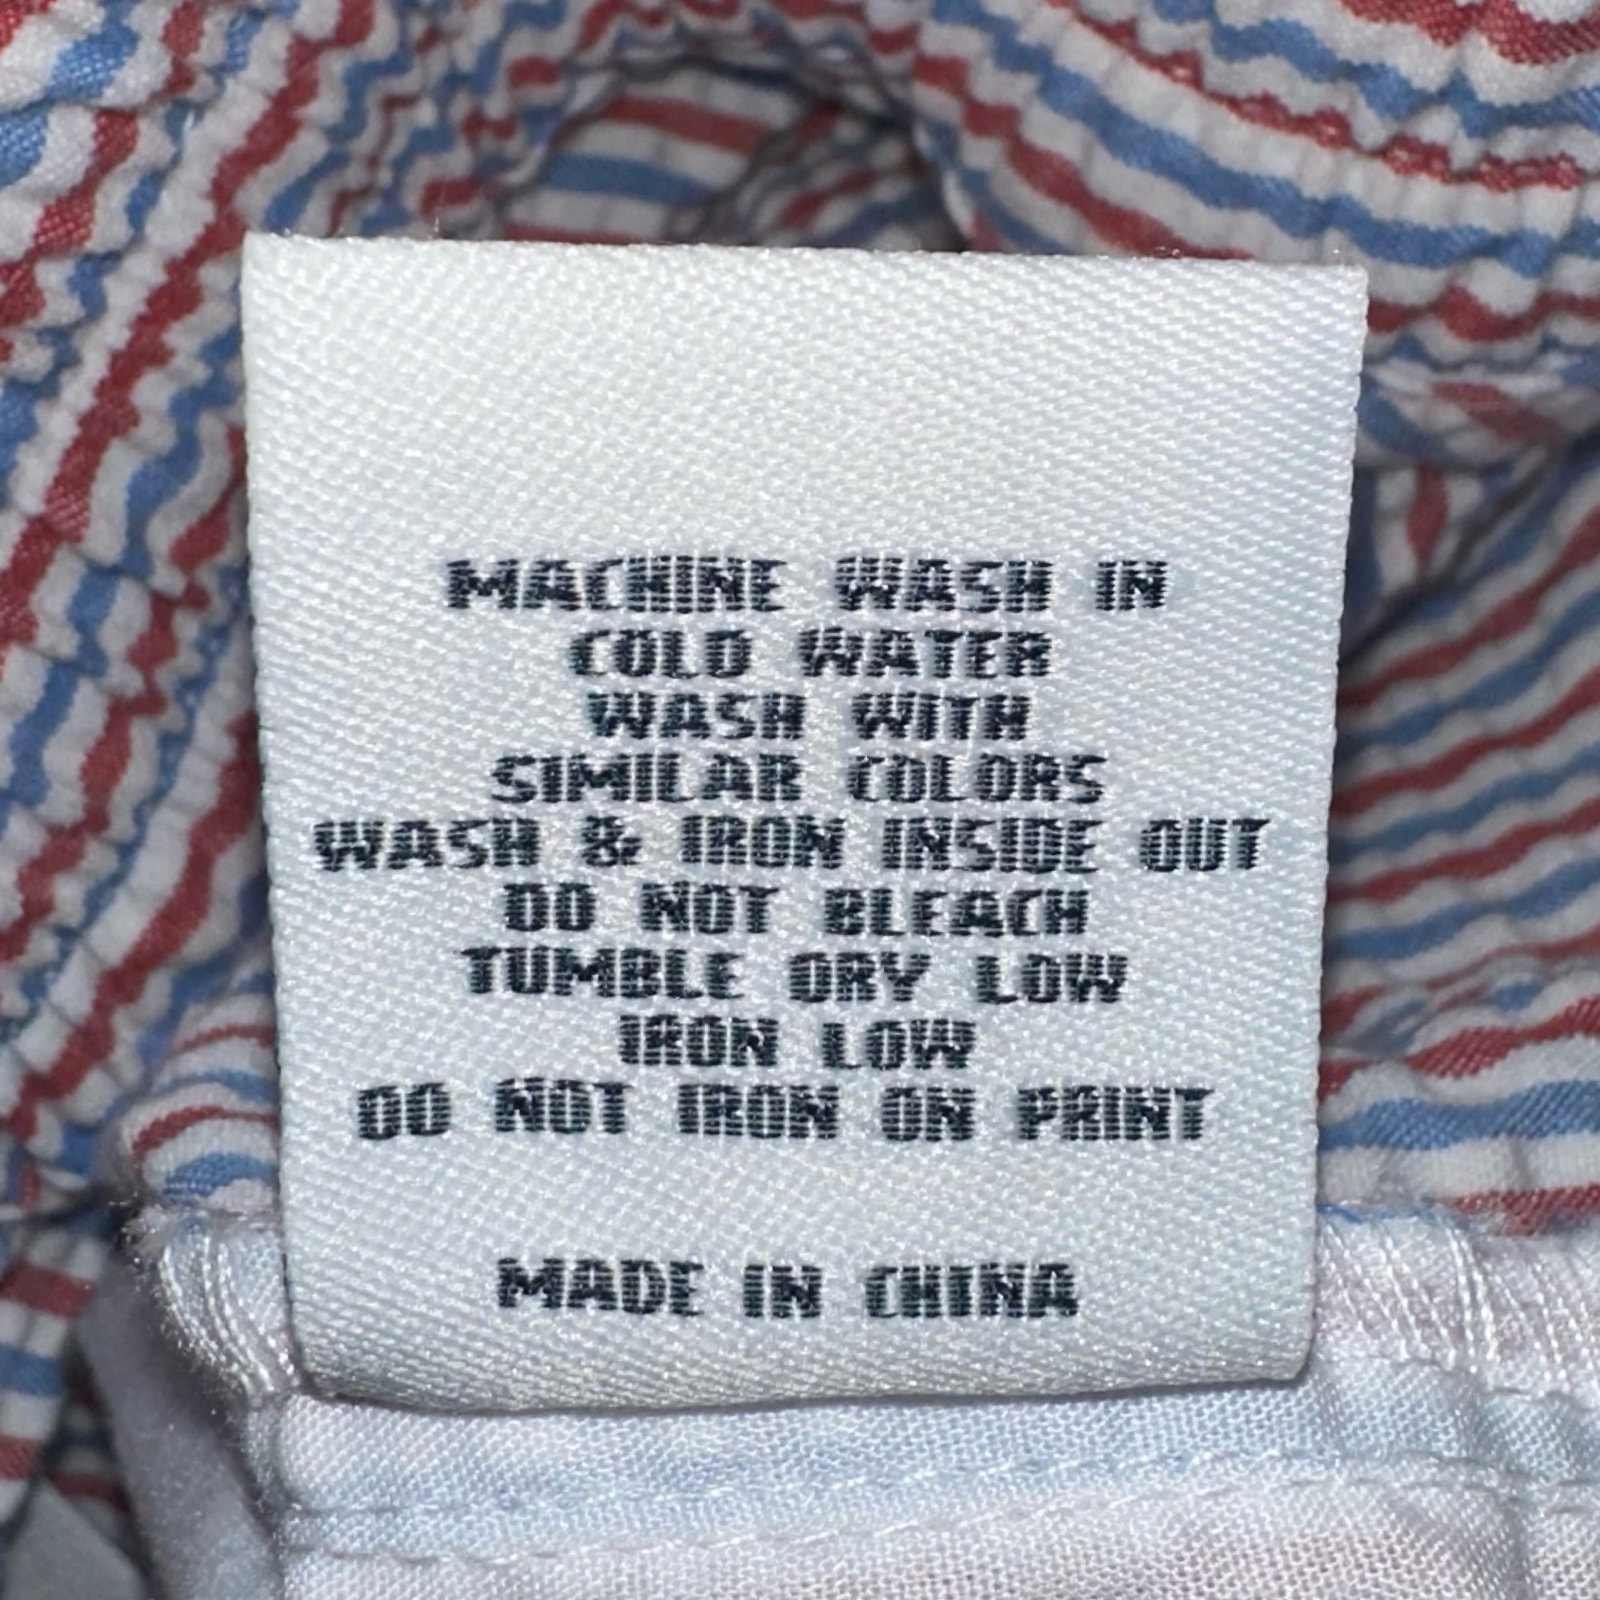 MACHINE WASH IN
COLD WATER
WASH WITH
SIMILAR COLORS
WASH & IRON INSIDE OUT
DO NOT BLEACH
TUMBLE DRY LOW
IRON LOW
DO NOT IRON ON PRINT
MADE IN CHINA